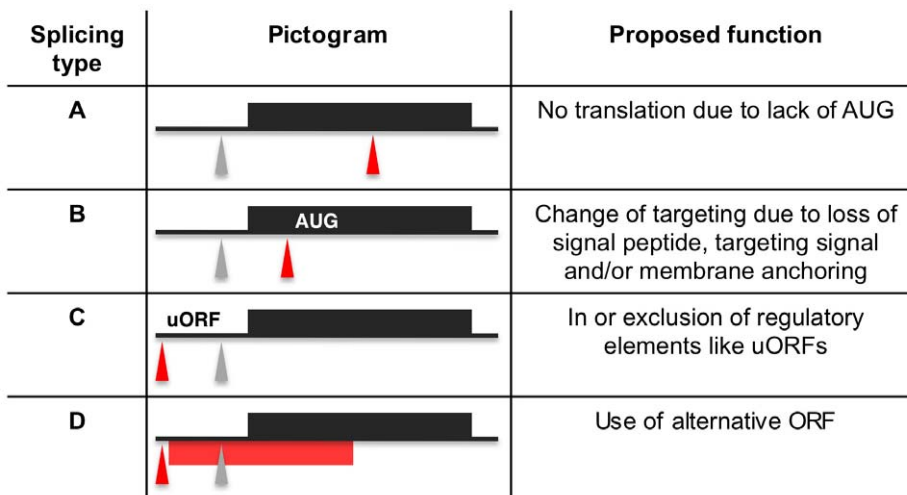 Splicing type
Pictogram
Proposed function
A
No translation due to lack of AUG
B
AUG
Change of targeting due to loss of
signal peptide, targeting signal
and/or membrane anchoring
C
uORF
In or exclusion of regulatory
elements like uORFs
D
Use of alternative ORF